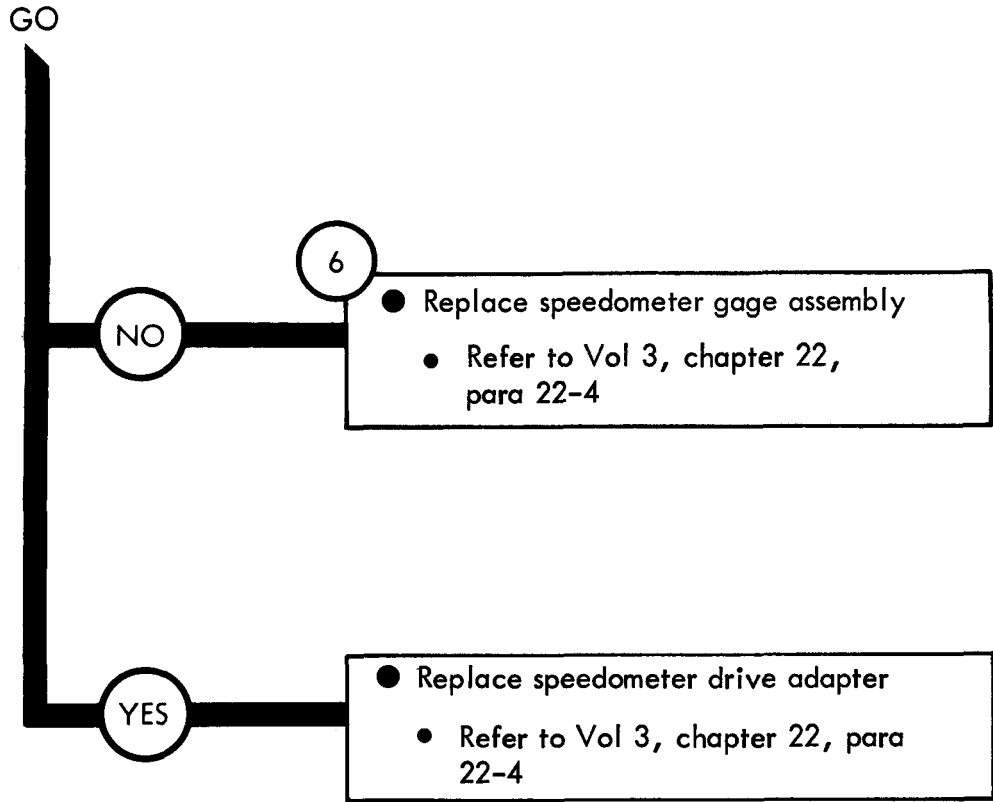 GO
6
● Replace speedometer gage assembly
● Refer to Vol 3, chapter 22,
para 22-4
NO
● Replace speedometer drive adapter
● Refer to Vol 3, chapter 22, para
22-4
YES